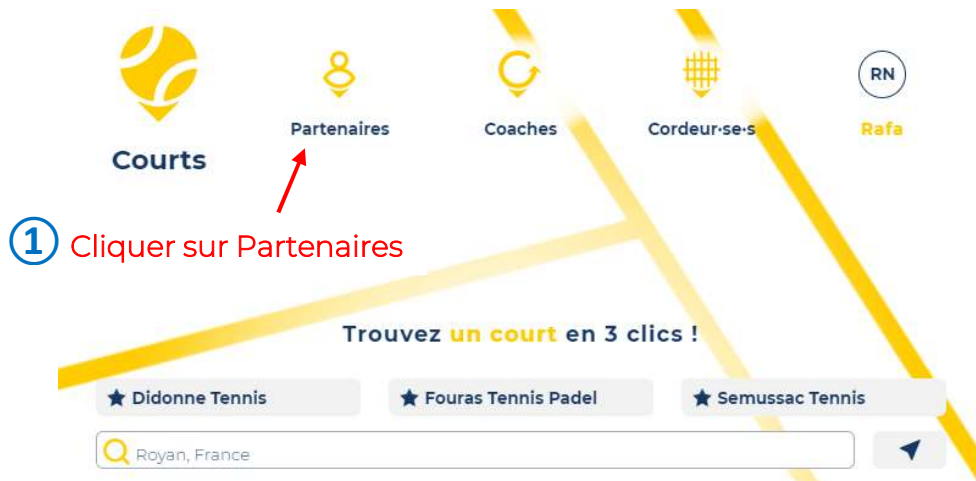 RN
Partenaires
Coaches
Cordeur·se·s
Rafa
Courts
1 Cliquer sur Partenaires
Trouvez un court en 3 clics !
Didonne Tennis
Fouras Tennis Padel
Semussac Tennis
Royan, France